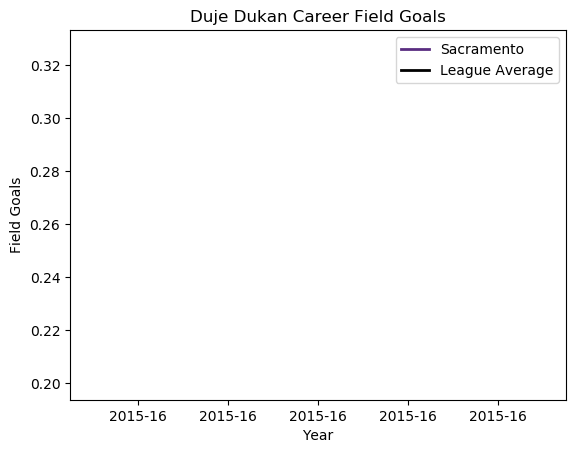 Duje Dukan Career Field Goals
Sacramento
League Average
0.32
0.30
0.28
0.26
0.24
0.22
0.20
Field Goals
2015-16 2015-16 2015-16 2015-16 2015-16
Year